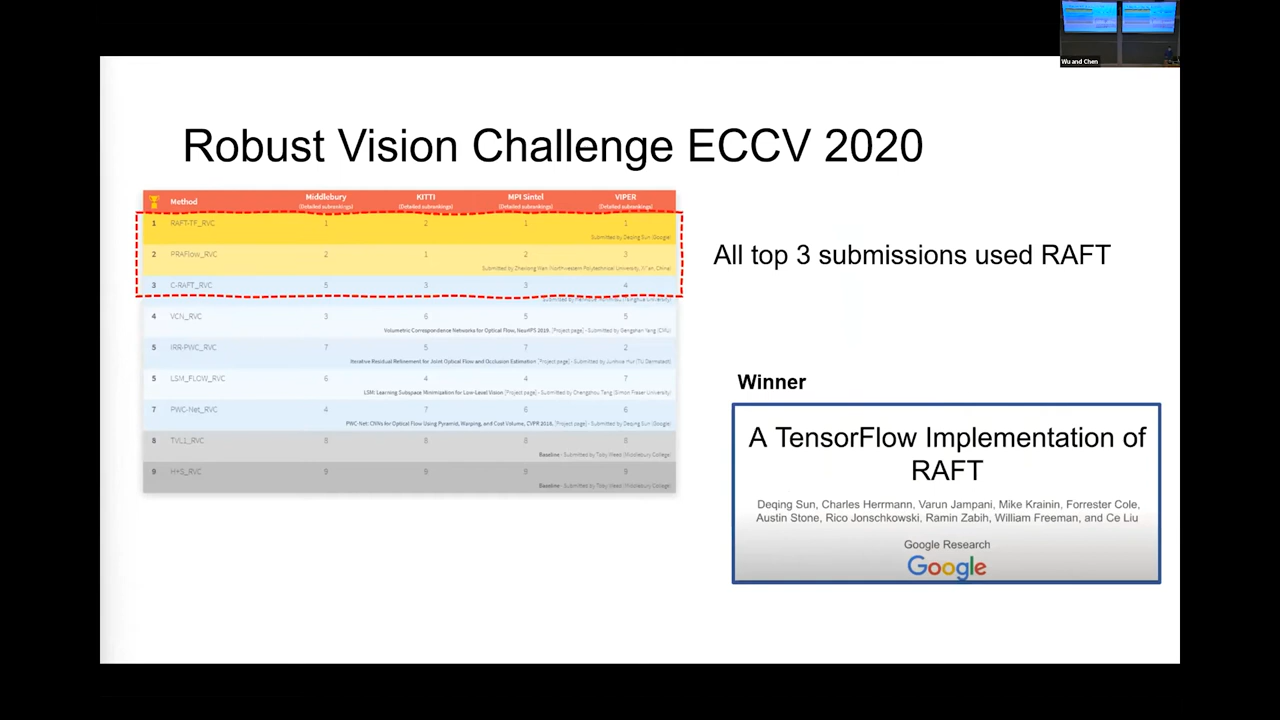 Wu and Chen
Robust Vision Challenge ECCV 2020
Method Middlebury KITTI MPI Sintel VIPER
(Detailed subrankings) (Detailed subrankings) (Detailed subrankings) (Detailed subrankings)
1 RAFT-TF_RVC 1 2 1 1
Submitted by Deqing Sun (Google)
2 PRAFlow_RVC 2 1 2 3
Submitted by Zhexiong Wan (Northwestern Polytechnical University, Xi'an, China)
3 C-RAFT_RVC 5 3 3 4
University)
4 VCN_RVC 3 6 5 5
Volumetric Correspondence Networks for Optical Flow, NeurIPS 2019. [Project page] - Submitted by Gengshan Yang (CMU)
5 IRR-PWC_RVC 7 5 7 2
Iterative Residual Refinement for Joint Optical Flow and Occlusion Estimation [Project page] - Submitted by Junhwa Hur (TU Darmstadt)
5 LSM_FLOW_RVC 6 4 4 7
LSM: Learning Subspace Minimization for Low-Level Vision [Project page] - Submitted by Chengzhou Tang (Simon Fraser University)
7 PWC-Net_RVC 4 7 6 6
PWC-Net: CNNs for Optical Flow Using Pyramid, Warping, and Cost Volume, CVPR 2018. [Project page] - Submitted by Deqing Sun (Google)
8 TVL1_RVC 8 8 8 8
Baseline - Submitted by Toby Weed (Middlebury College)
9 H+S_RVC 9 9 9 9
Baseline - Submitted by Toby Weed (Middlebury College)
All top 3 submissions used RAFT
Winner
A TensorFlow Implementation of
RAFT
Deqing Sun, Charles Herrmann, Varun Jampani, Mike Krainin, Forrester Cole,
Austin Stone, Rico Jonschkowski, Ramin Zabih, William Freeman, and Ce Liu
Google Research
Google